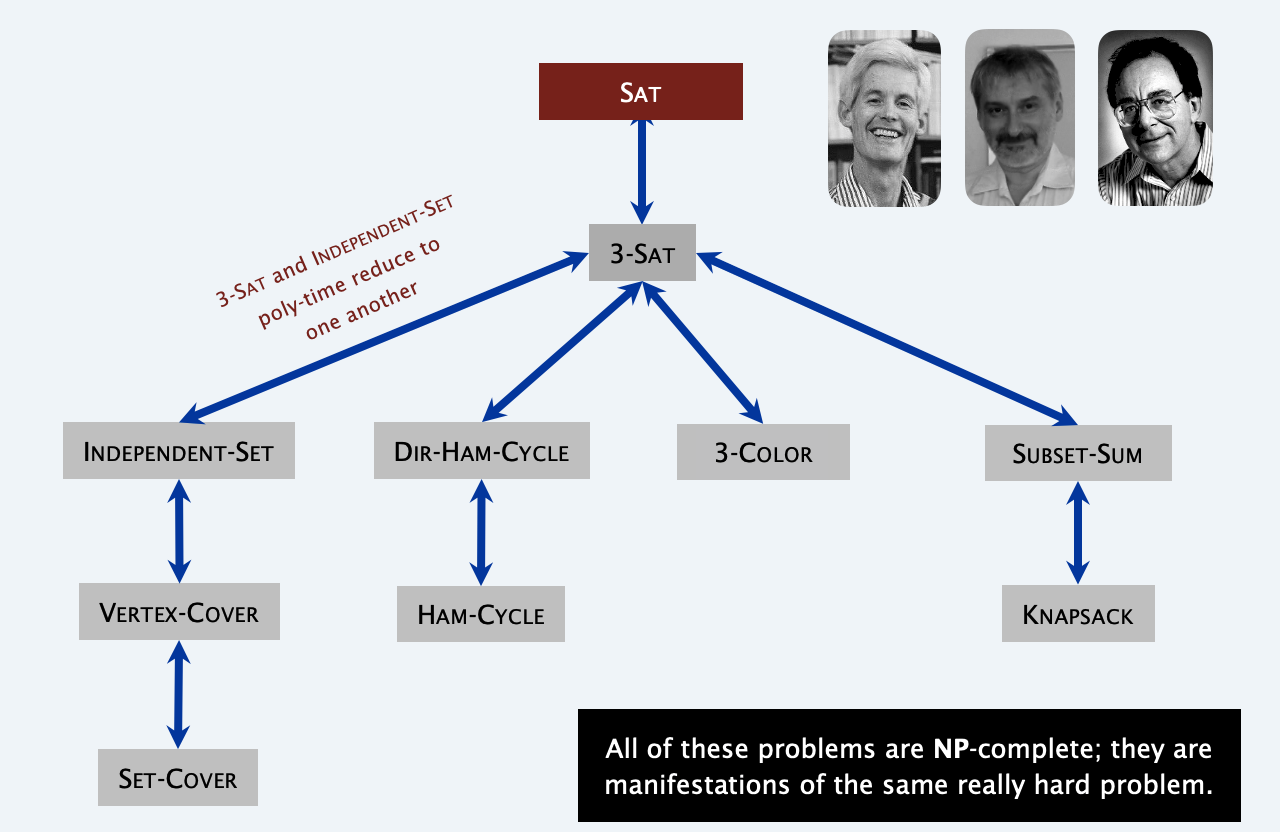 SAT
3-SAT
3-SAT and INDEPENDENT-SET
poly-time reduce to
one another
INDEPENDENT-SET
DIR-HAM-CYCLE
3-COLOR
SUBSET-SUM
VERTEX-COVER
HAM-CYCLE
KNAPSACK
SET-COVER
All of these problems are NP-complete; they are
manifestations of the same really hard problem.